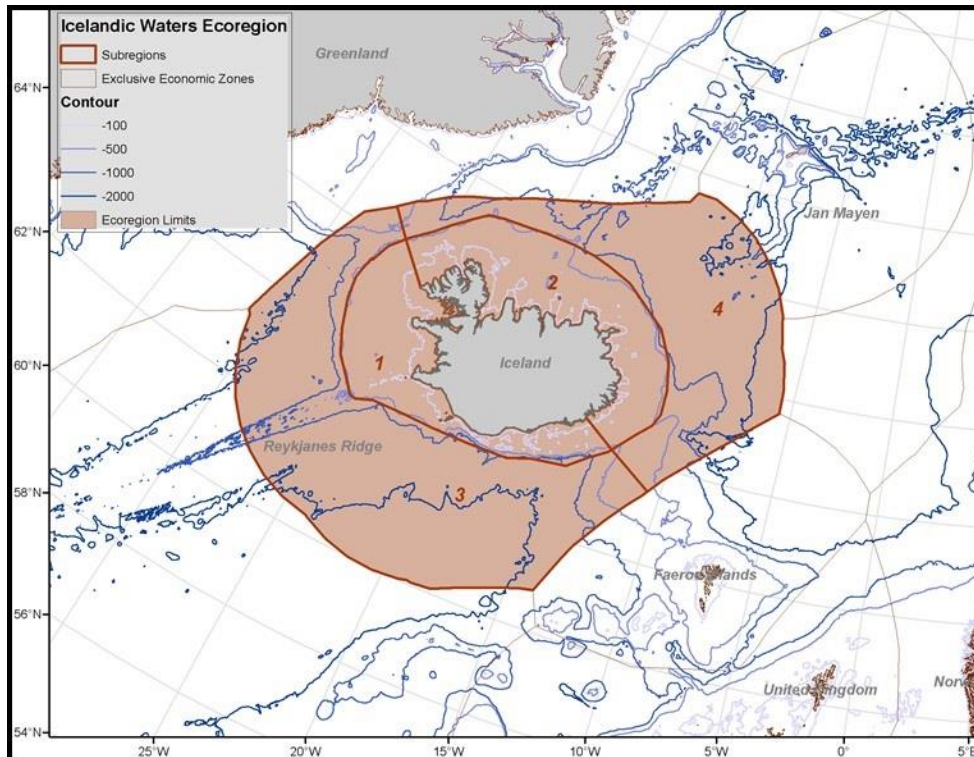 Icelandic Waters Ecoregion
Subregions
Exclusive Economic Zones
Contour
-100
-500
-1000
-2000
Ecoregion Limits
Greenland
64°N
Jan Mayen
62°N
2
4
60°N
1
Iceland
Reykjanes Ridge
58°N
3
Faeroe Islands
56°N
United Kingdom
Norw
54°N
25°W
20°W
15°W
10°W
5°W
0°
5°E